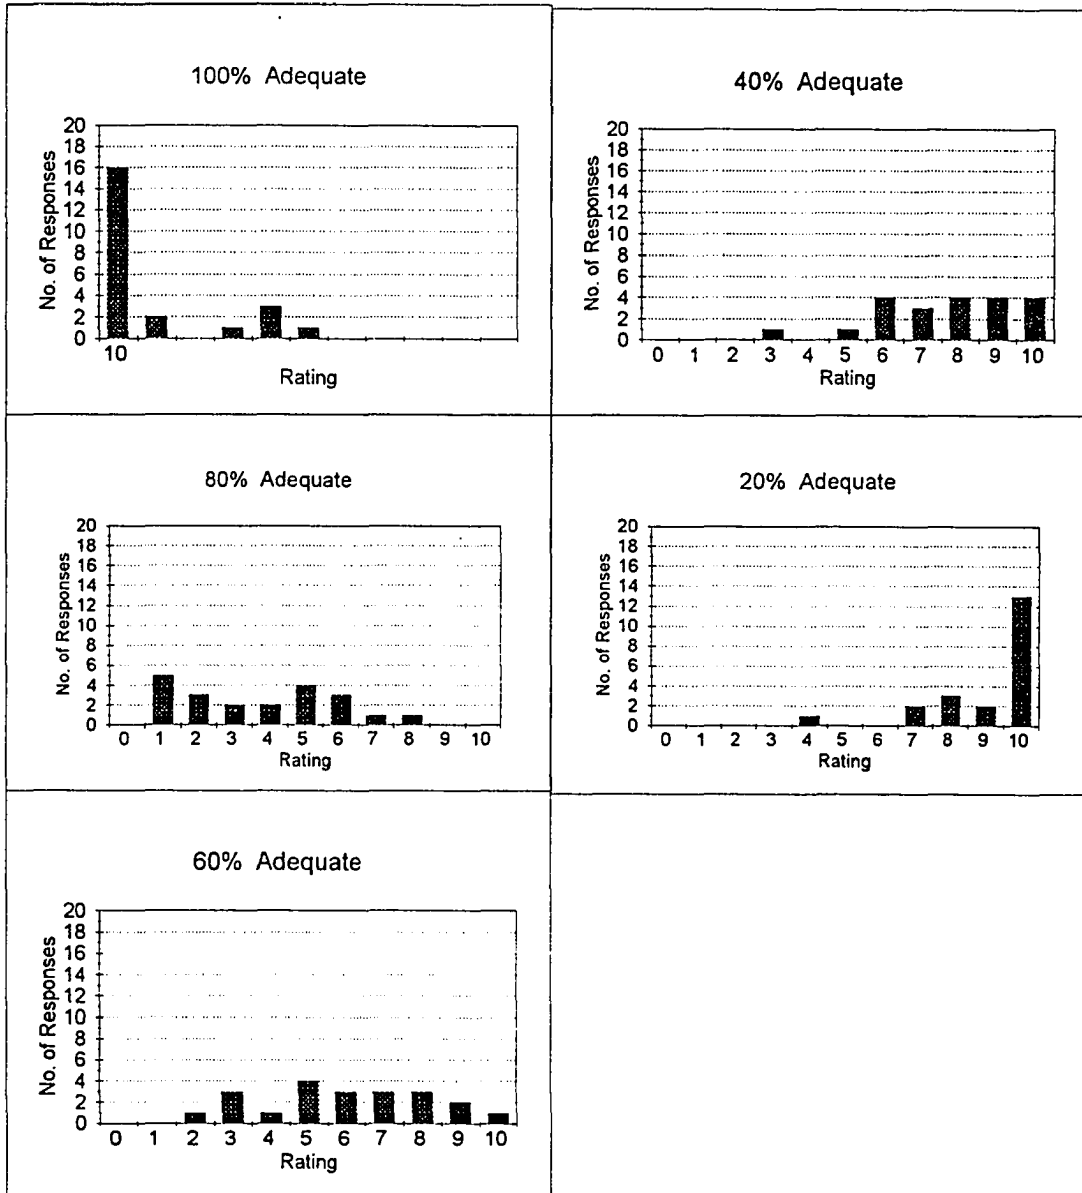 100% Adequate
No. of Responses
20
18
16
14
12
10
8
6
4
2
0
10
Rating
40% Adequate
No. of Responses
20
18
16
14
12
10
8
6
4
2
0
0 1 2 3 4 5 6 7 8 9 10
Rating
80% Adequate
No. of Responses
20
18
16
14
12
10
8
6
4
2
0
0 1 2 3 4 5 6 7 8 9 10
Rating
20% Adequate
No. of Responses
20
18
16
14
12
10
8
6
4
2
0
0 1 2 3 4 5 6 7 8 9 10
Rating
60% Adequate
No. of Responses
20
18
16
14
12
10
8
6
4
2
0
0 1 2 3 4 5 6 7 8 9 10
Rating